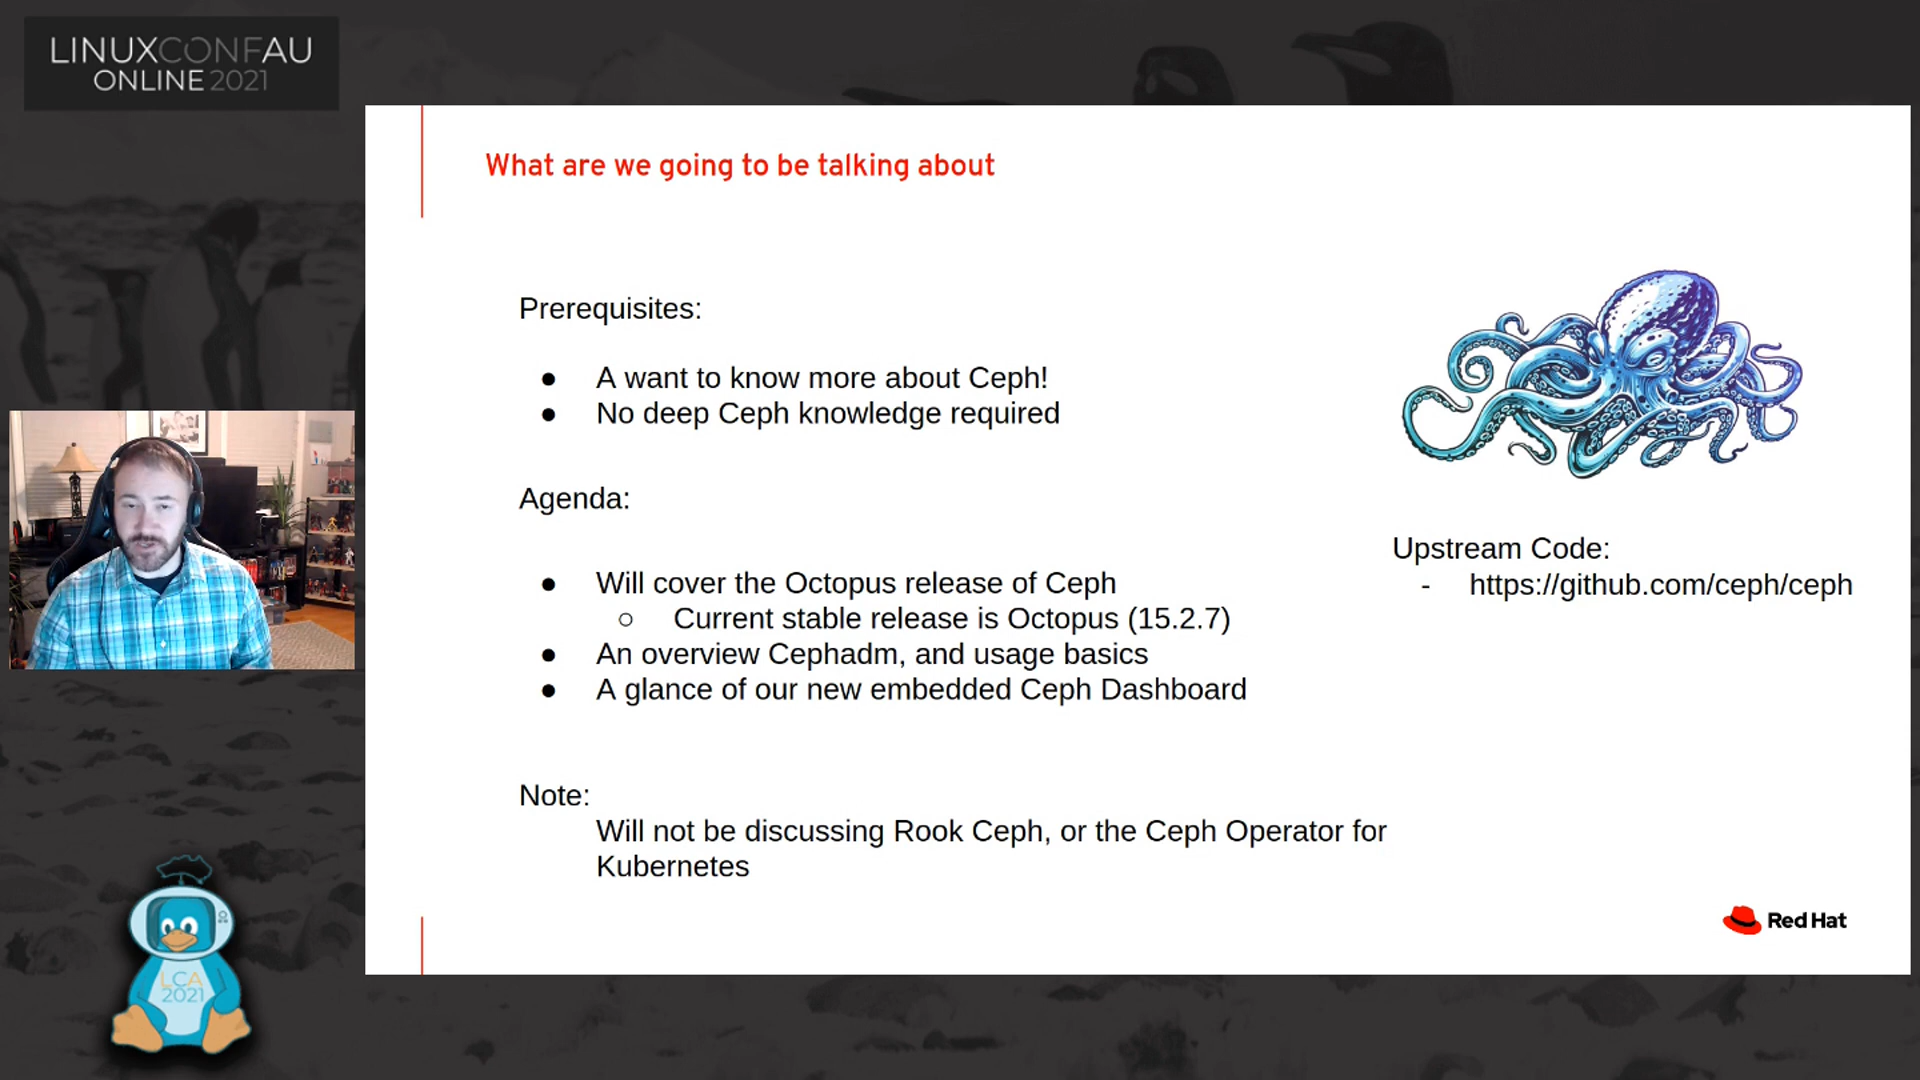 LINUXCONFAU
ONLINE 2021
What are we going to be talking about
Prerequisites:
● A want to know more about Ceph!
● No deep Ceph knowledge required
Agenda:
● Will cover the Octopus release of Ceph
○ Current stable release is Octopus (15.2.7)
● An overview Cephadm, and usage basics
● A glance of our new embedded Ceph Dashboard
Note:
Will not be discussing Rook Ceph, or the Ceph Operator for
Kubernetes
Upstream Code:
- https://github.com/ceph/ceph
Red Hat
LCA
2021